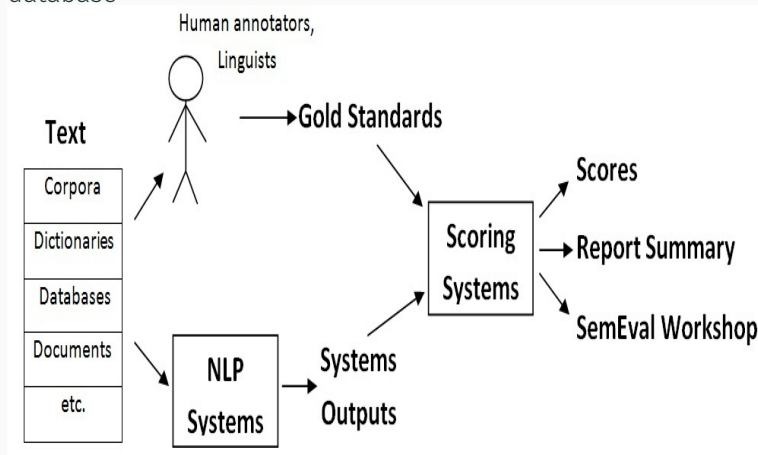 database
Human annotators,
Linguists
Text
Gold Standards
Corpora
Dictionaries
Databases
Documents
etc.
NLP
Systems
Systems
Outputs
Scoring
Systems
Scores
Report Summary
SemEval Workshop